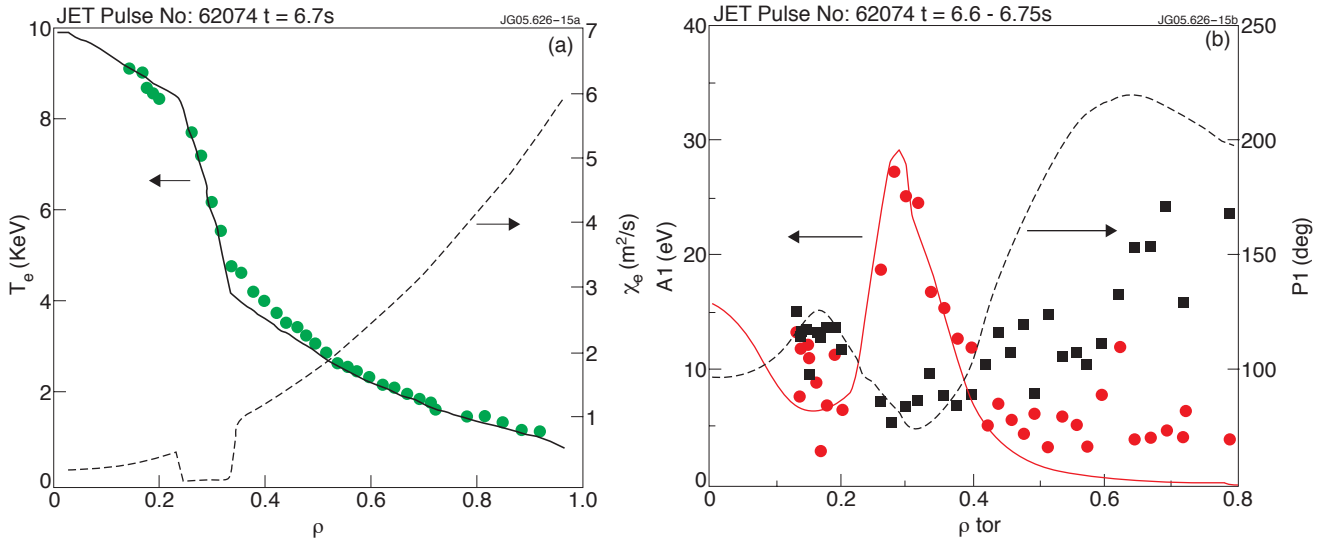 JET Pulse No: 62074 t = 6.7s
JG05.626-15a
(a)
10
8
6
4
2
0
Te (KeV)
7
6
5
4
3
2
1
0
χe (m2/s)
0
0.2
0.4
0.6
0.8
1.0
ρ
JET Pulse No: 62074 t = 6.6 - 6.75s
JG05.626-15b
(b)
40
30
20
10
0
A1 (eV)
250
200
150
100
P1 (deg)
0
0.2
0.4
0.6
0.8
ρ tor